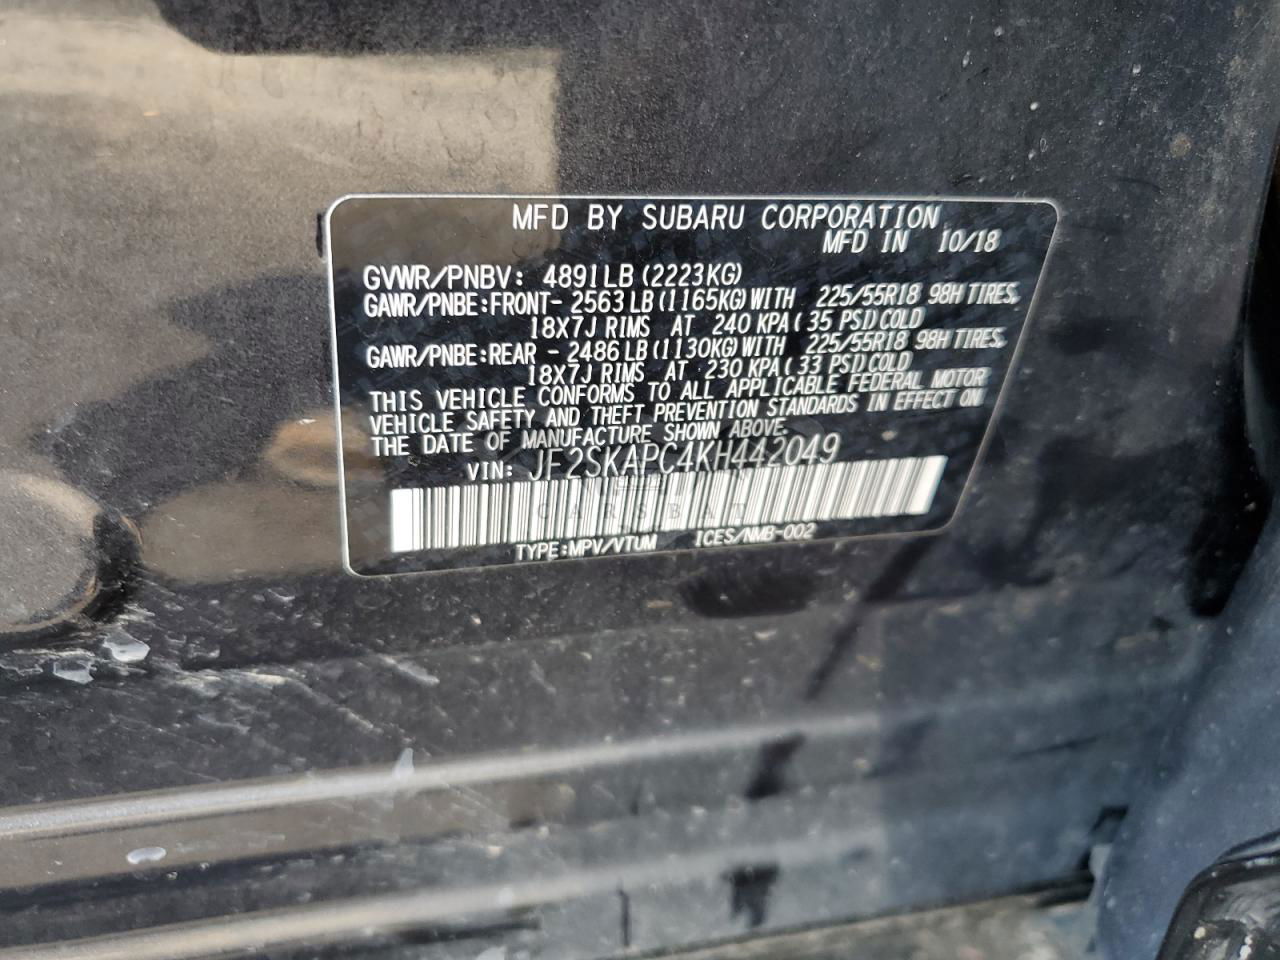 MFD BY SUBARU CORPORATION
MFD IN 10/18
GVWR/PNBV: 4891LB (2223KG)
GAWR/PNBE:FRONT- 2563LB(1165KG)WITH 225/55R18 98H TIRES,
18X7J RIMS AT 240 KPA(35 PSI)COLD
GAWR/PNBE:REAR - 2486LB(1130KG)WITH 225/55R18 98H TIRES,
18X7J RIMS AT 230 KPA(33 PSI)COLD
THIS VEHICLE CONFORMS TO ALL APPLICABLE FEDERAL MOTOR
VEHICLE SAFETY AND THEFT PREVENTION STANDARDS IN EFFECT ON
THE DATE OF MANUFACTURE SHOWN ABOVE.
VIN: JF2SKAPC4KH442049
CARSBAD
TYPE:MPV/VTUM ICES/NMB-002